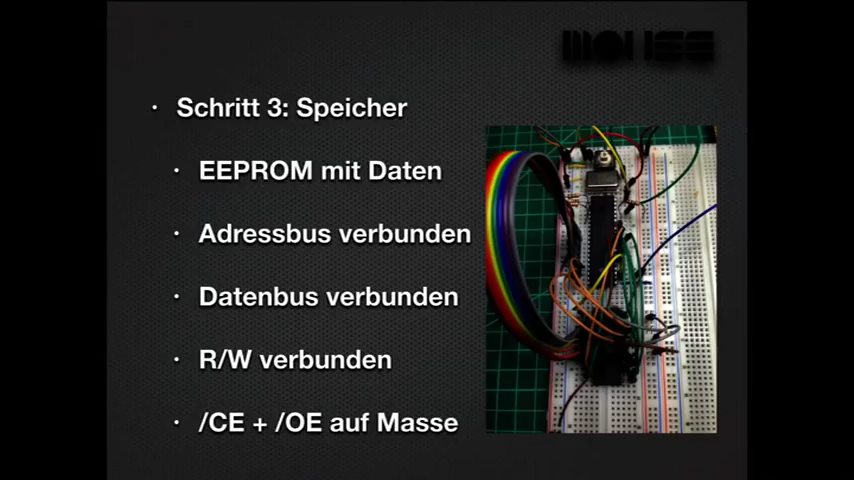 Schritt 3: Speicher
EEPROM mit Daten
Adressbus verbunden
Datenbus verbunden
R/W verbunden
/CE + /OE auf Masse